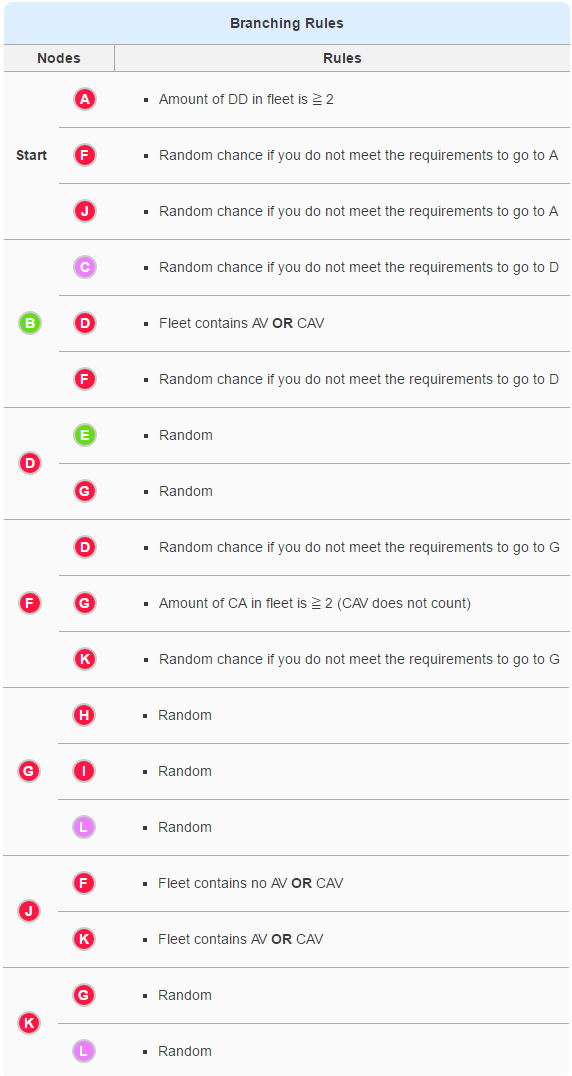 Branching Rules
Nodes Rules
A ▪ Amount of DD in fleet is ≧ 2
Start F ▪ Random chance if you do not meet the requirements to go to A
J ▪ Random chance if you do not meet the requirements to go to A
C ▪ Random chance if you do not meet the requirements to go to D
B D ▪ Fleet contains AV OR CAV
F ▪ Random chance if you do not meet the requirements to go to D
E ▪ Random
D
G ▪ Random
D ▪ Random chance if you do not meet the requirements to go to G
F G ▪ Amount of CA in fleet is ≧ 2 (CAV does not count)
K ▪ Random chance if you do not meet the requirements to go to G
H ▪ Random
G I ▪ Random
L ▪ Random
F ▪ Fleet contains no AV OR CAV
J
K ▪ Fleet contains AV OR CAV
G ▪ Random
K
L ▪ Random